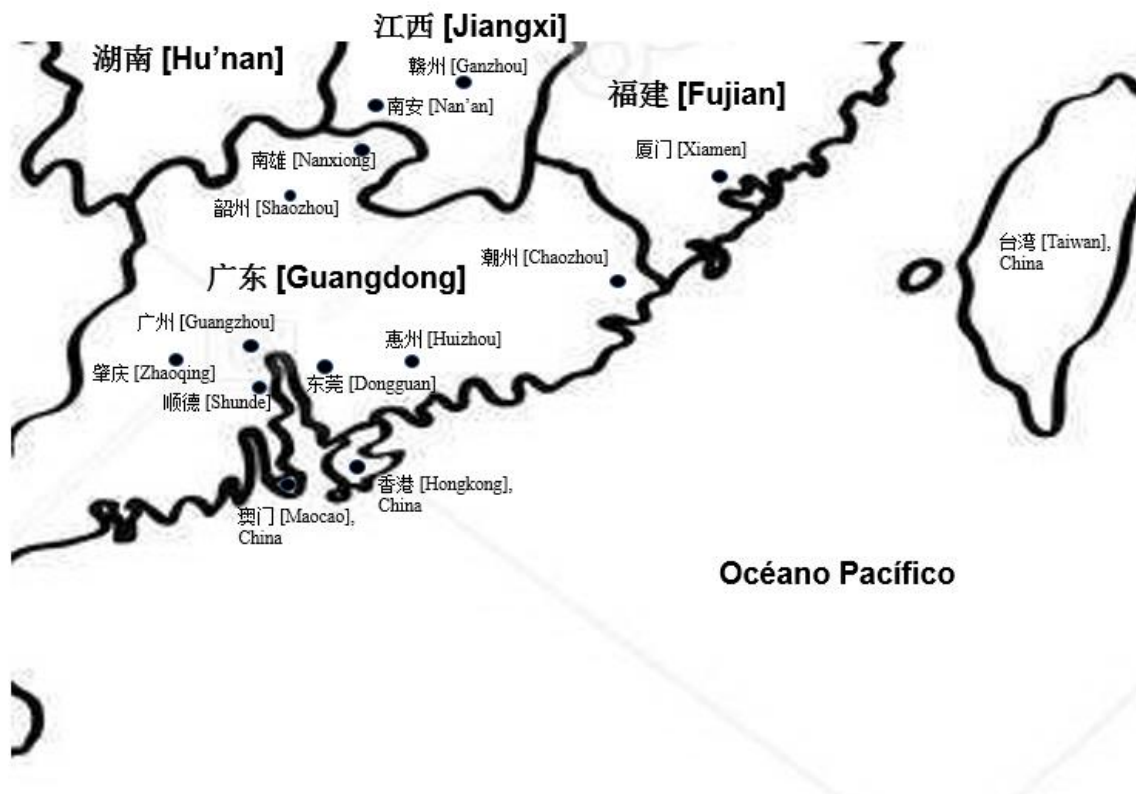 江西 [Jiangxi]
湖南 [Hu’nan]
赣州 [Ganzhou]
福建 [Fujian]
南安 [Nan’an]
厦门 [Xiamen]
南雄 [Nanxiong]
韶州 [Shaozhou]
台湾 [Taiwan],
China
潮州 [Chaozhou]
广东 [Guangdong]
广州 [Guangzhou]
惠州 [Huizhou]
肇庆 [Zhaoqing]
东莞 [Dongguan]
顺德 [Shunde]
香港 [Hongkong],
China
澳门 [Maocao],
China
Océano Pacífico